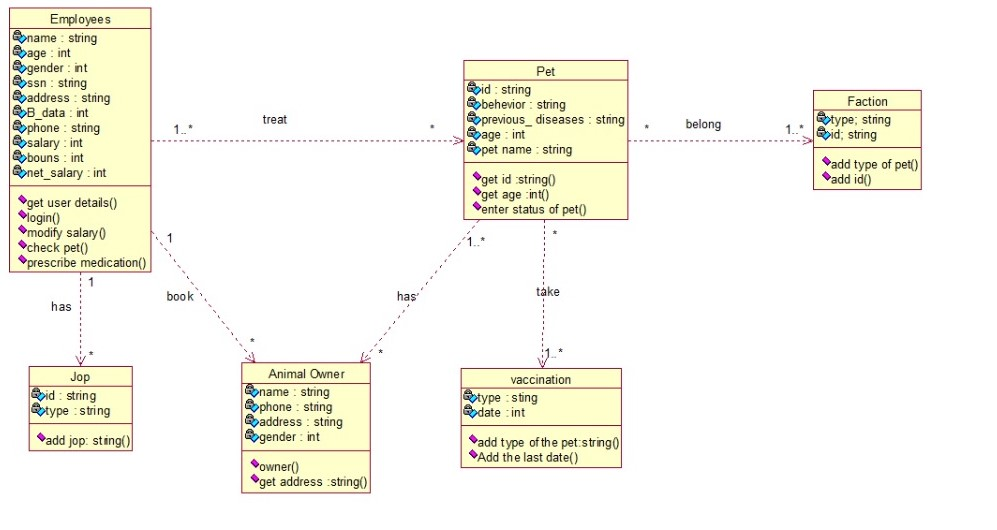 Employees
name : string
age : int
gender : int
ssn : string
address : string
B_data : int
phone : string
salary : int
bouns : int
net_salary : int
get user details()
login()
modify salary()
check pet()
prescribe medication()
1..*
treat
*
Pet
id : string
behevior : string
previous_ diseases : string
age : int
pet name : string
get id :string()
get age :int()
enter status of pet()
*
belong
1..*
Faction
type; string
id; string
add type of pet()
add id()
1
has
*
1
book
*
1..*
has
*
*
take
1..*
Jop
id : string
type : string
add jop: string()
Animal Owner
name : string
phone : string
address : string
gender : int
owner()
get address :string()
vaccination
type : sting
date : int
add type of the pet:string()
Add the last date()